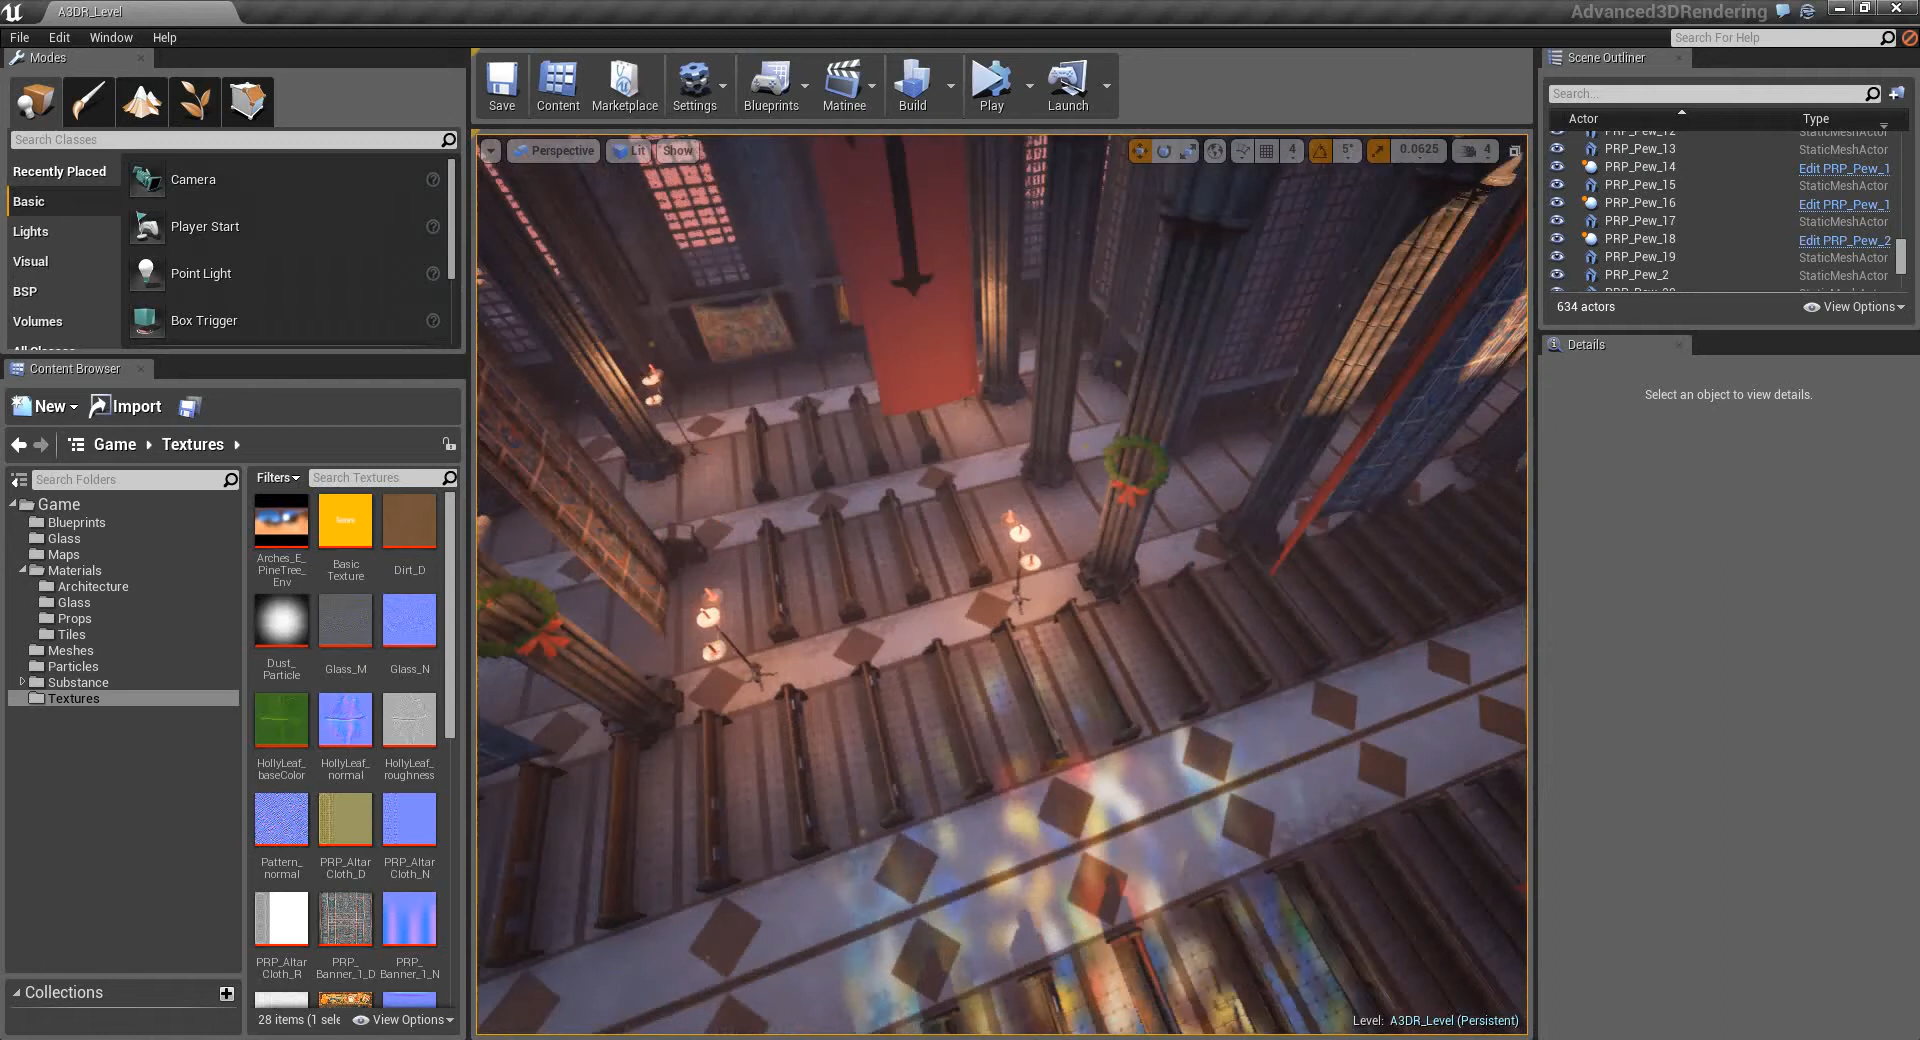 A3DR_Level
Advanced3DRendering
File Edit Window Help
Search For Help
Modes
Search Classes
Recently Placed
Basic
Lights
Visual
BSP
Volumes
All Classes
Camera
Player Start
Point Light
Box Trigger
Save Content Marketplace Settings Blueprints Matinee Build Play Launch
Perspective Lit Show
4 5° 0.0625 4
Level: A3DR_Level (Persistent)
Content Browser
New Import
Game Textures
Search Folders
Game
Blueprints
Glass
Maps
Materials
Architecture
Glass
Props
Tiles
Meshes
Particles
Substance
Textures
Collections
Filters Search Textures
Arches_E_
PineTree_
Env
Basic
Texture
Dirt_D
Dust_
Particle
Glass_M
Glass_N
HollyLeaf_
baseColor
HollyLeaf_
normal
HollyLeaf_
roughness
Pattern_
normal
PRP_Altar
Cloth_D
PRP_Altar
Cloth_N
PRP_Altar
Cloth_R
PRP_
Banner_1_D
PRP_
Banner_1_N
28 items (1 sele View Options
Scene Outliner
Search...
Actor Type
PRP_Pew_12 StaticMeshActor
PRP_Pew_13 StaticMeshActor
PRP_Pew_14 Edit PRP_Pew_1
PRP_Pew_15 StaticMeshActor
PRP_Pew_16 Edit PRP_Pew_1
PRP_Pew_17 StaticMeshActor
PRP_Pew_18 Edit PRP_Pew_2
PRP_Pew_19 StaticMeshActor
PRP_Pew_2 StaticMeshActor
634 actors View Options
Details
Select an object to view details.